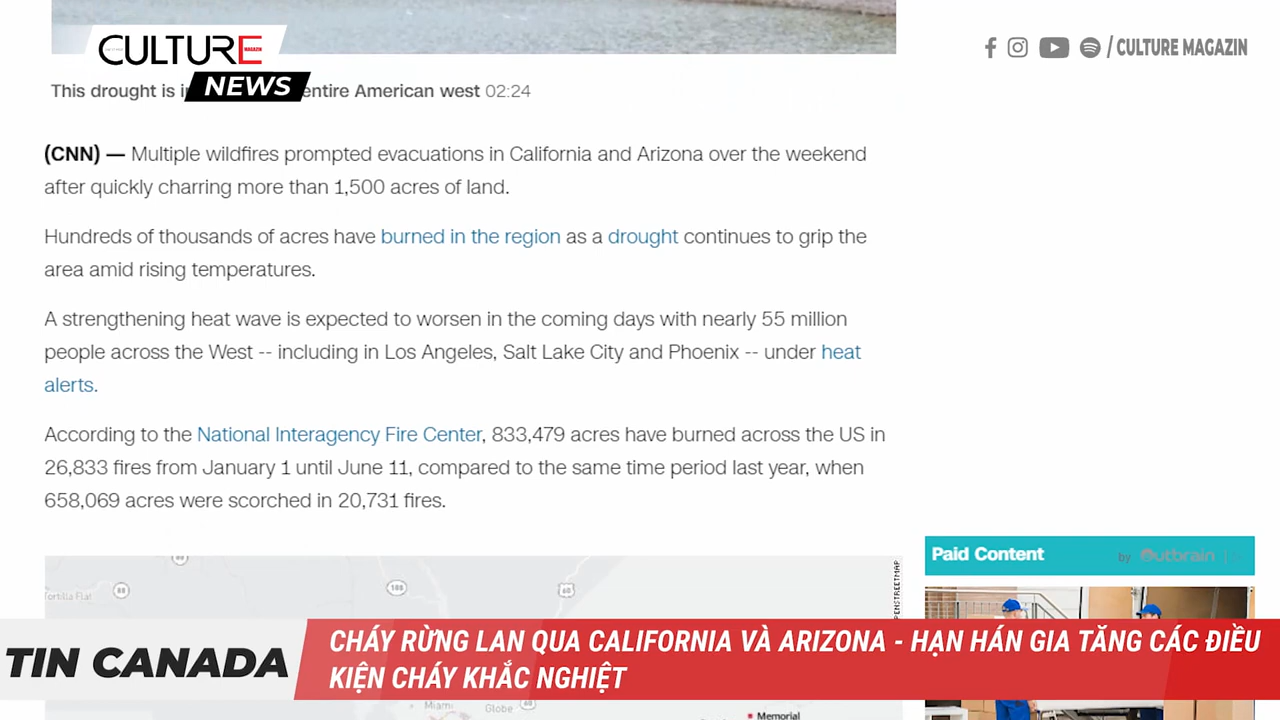 CULTURE
MAGAZIN
NEWS
/ CULTURE MAGAZIN
This drought is i entire American west 02:24
(CNN) — Multiple wildfires prompted evacuations in California and Arizona over the weekend
after quickly charring more than 1,500 acres of land.
Hundreds of thousands of acres have burned in the region as a drought continues to grip the
area amid rising temperatures.
A strengthening heat wave is expected to worsen in the coming days with nearly 55 million
people across the West -- including in Los Angeles, Salt Lake City and Phoenix -- under heat
alerts.
According to the National Interagency Fire Center, 833,479 acres have burned across the US in
26,833 fires from January 1 until June 11, compared to the same time period last year, when
658,069 acres were scorched in 20,731 fires.
Paid Content
by Outbrain
88
188
60
Tortilla Flat
PENSTREETMAP
TIN CANADA
CHÁY RỪNG LAN QUA CALIFORNIA VÀ ARIZONA - HẠN HÁN GIA TĂNG CÁC ĐIỀU
KIỆN CHÁY KHẮC NGHIỆT
Miami
Globe
60
Memorial